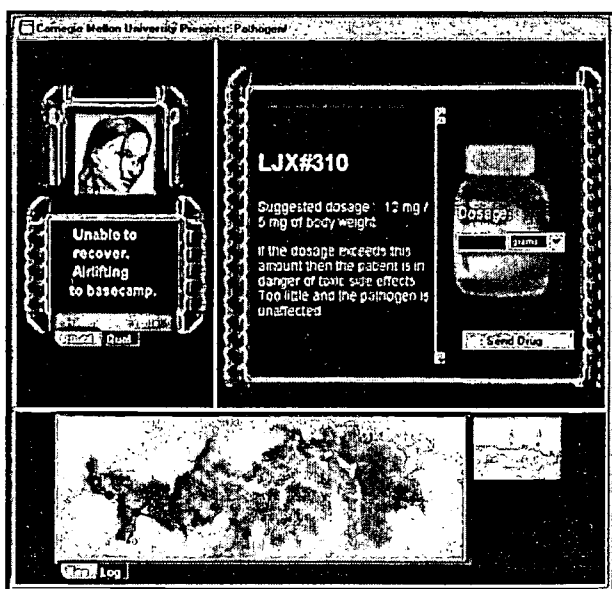 Carnegie Mellon University Presents: Pathogen!
Unable to
recover.
Airlifting
to basecamp.
Quit
LJX#310
Suggested dosage: 12 mg /
5 mg of body weight
If the dosage exceeds this
amount then the patient is in
danger of toxic side effects
Too little and the pathogen is
unaffected
Dosage:
grams
Send Drug
Map Log